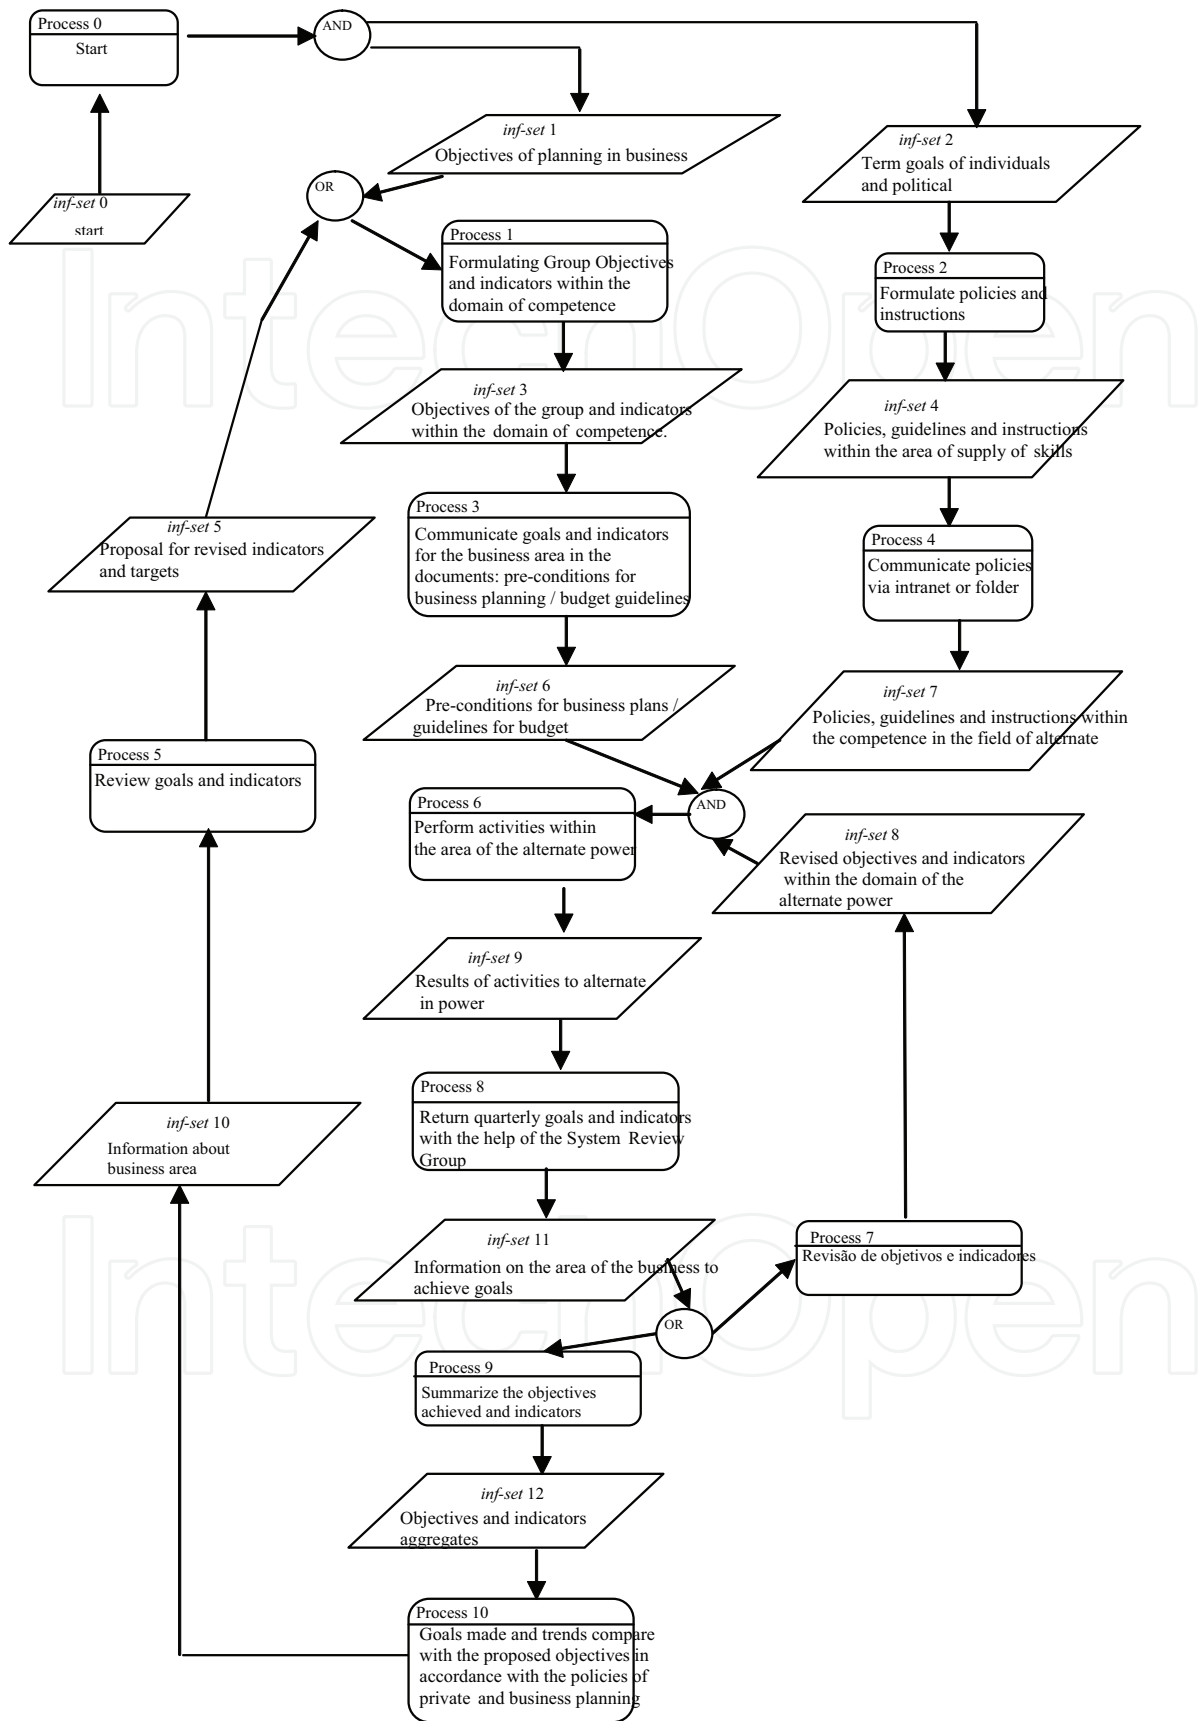 Process 0
Start
AND
inf-set 1
Objectives of planning in business
inf-set 2
Term goals of individuals
and political
OR
inf-set 0
start
Process 1
Formulating Group Objectives
and indicators within the
domain of competence
Process 2
Formulate policies and
instructions
inf-set 3
Objectives of the group and indicators
within the domain of competence.
inf-set 4
Policies, guidelines and instructions
within the area of supply of skills
Process 3
Communicate goals and indicators
for the business area in the
documents: pre-conditions for
business planning / budget guidelines
inf-set 5
Proposal for revised indicators
and targets
Process 4
Communicate policies
via intranet or folder
inf-set 6
Pre-conditions for business plans /
guidelines for budget
inf-set 7
Policies, guidelines and instructions within
the competence in the field of alternate
Process 5
Review goals and indicators
Process 6
Perform activities within
the area of the alternate power
AND
inf-set 8
Revised objectives and indicators
within the domain of the
alternate power
inf-set 9
Results of activities to alternate
in power
Process 8
Return quarterly goals and indicators
with the help of the System Review
Group
inf-set 10
Information about
business area
inf-set 11
Information on the area of the business to
achieve goals
Process 7
Revisão de objetivos e indicadores
OR
Process 9
Summarize the objectives
achieved and indicators
inf-set 12
Objectives and indicators
aggregates
Process 10
Goals made and trends compare
with the proposed objectives in
accordance with the policies of
private and business planning
IntechOpen
IntechOpen